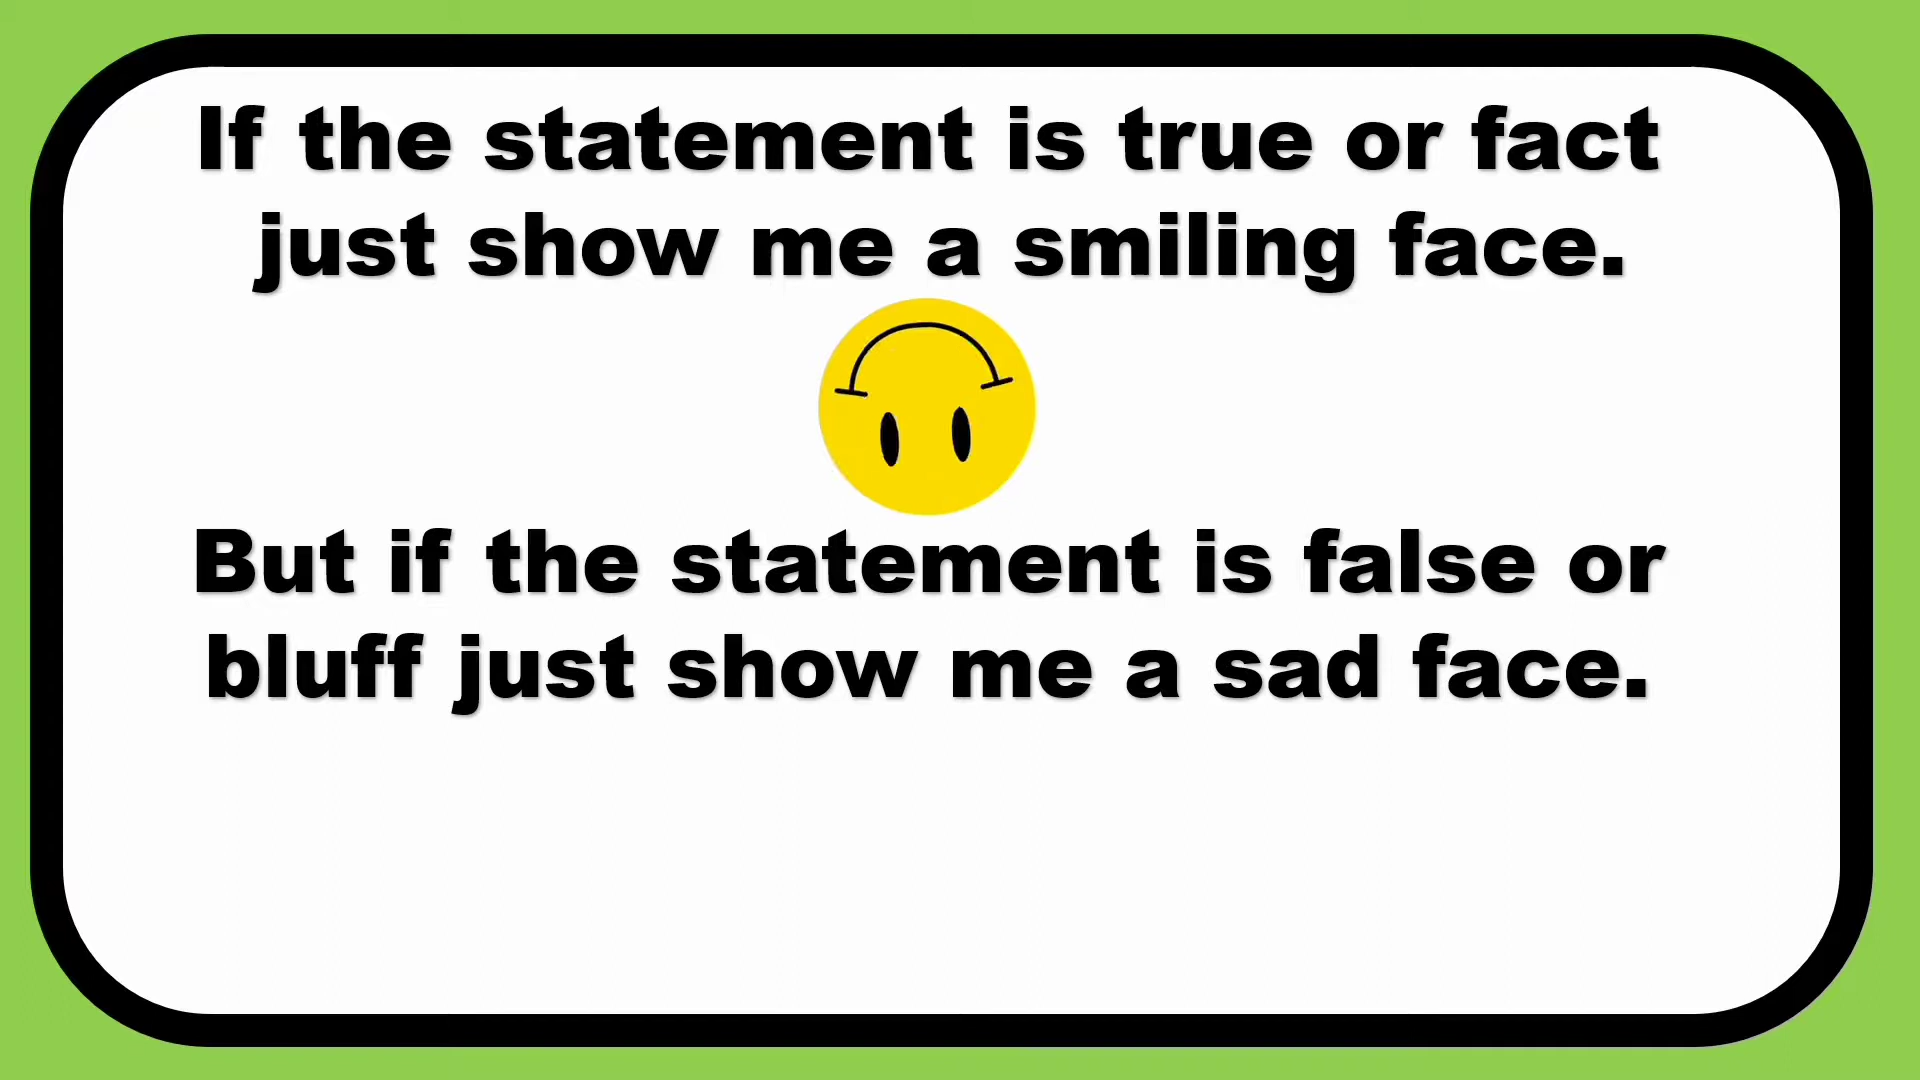 If the statement is true or fact
just show me a smiling face.
But if the statement is false or
bluff just show me a sad face.